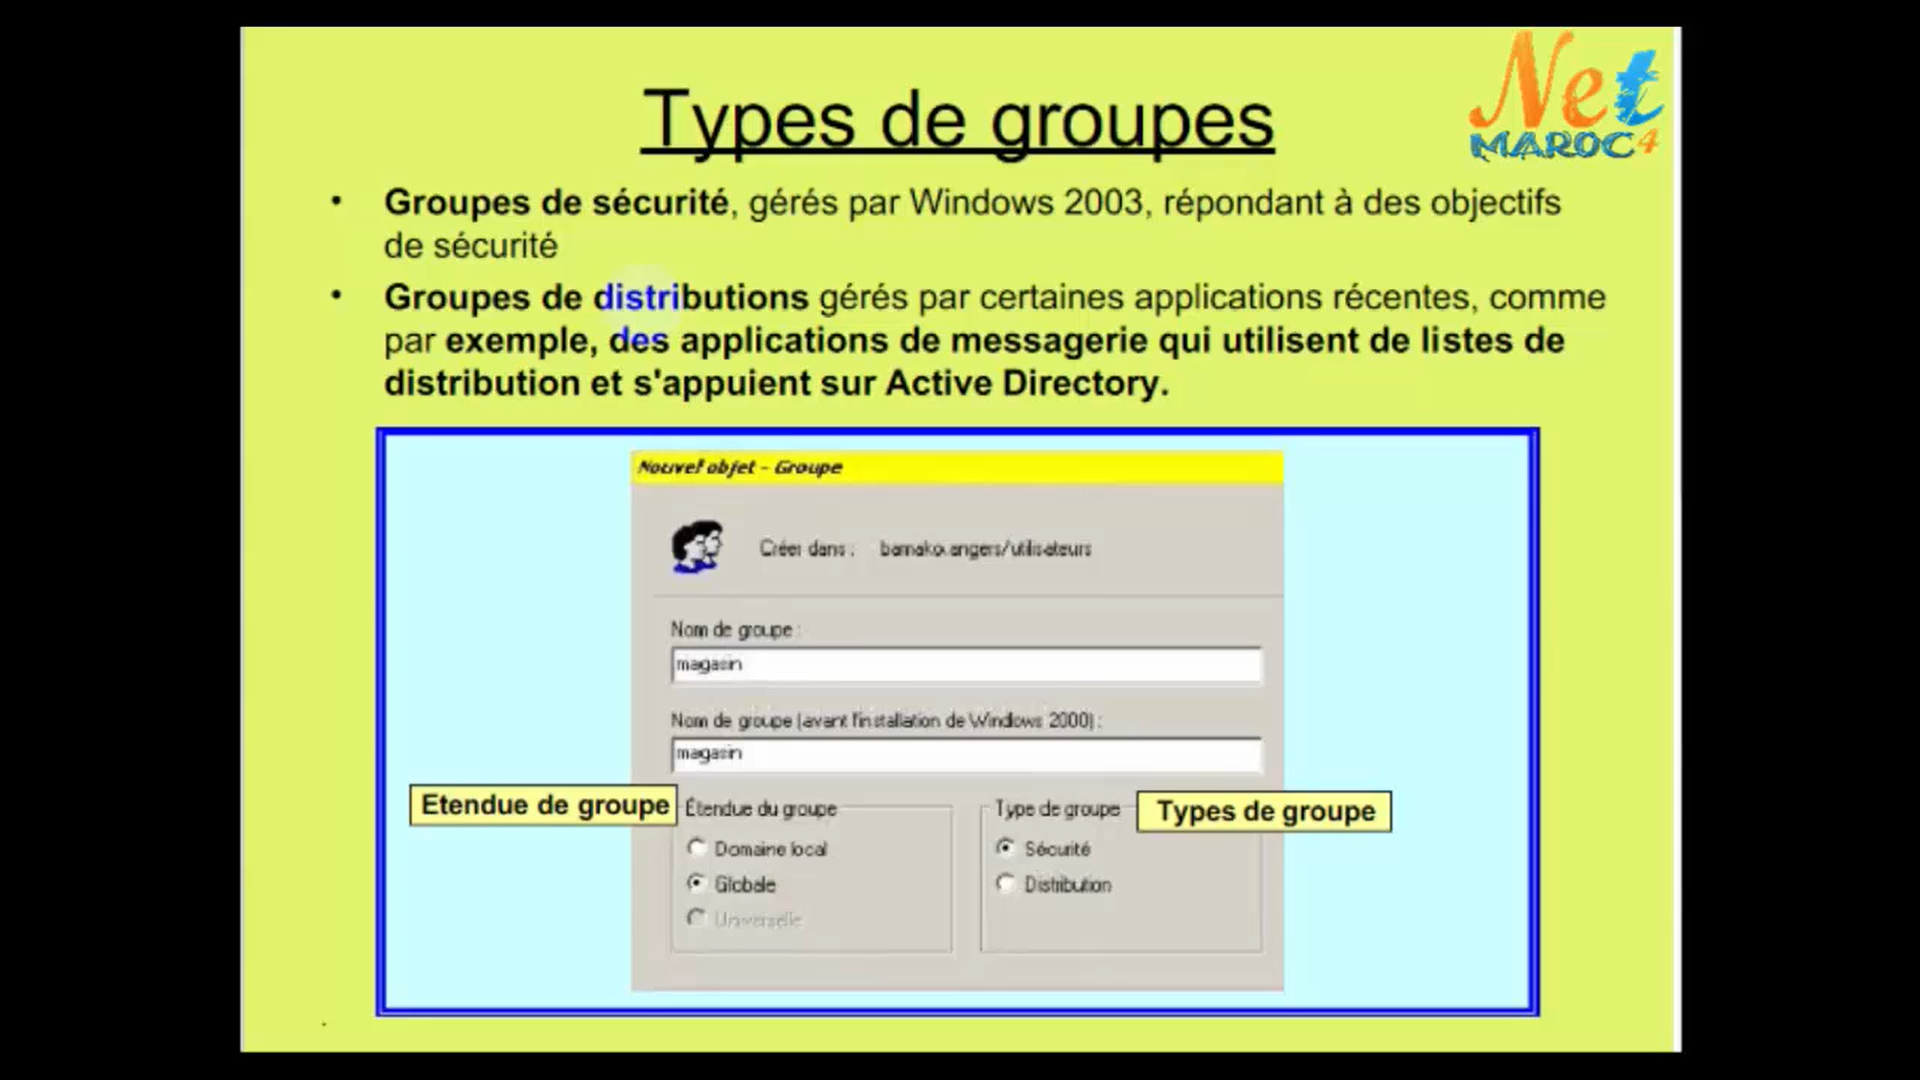 Net
MAROC4
Types de groupes
• Groupes de sécurité, gérés par Windows 2003, répondant à des objectifs
de sécurité
• Groupes de distributions gérés par certaines applications récentes, comme
par exemple, des applications de messagerie qui utilisent de listes de
distribution et s'appuient sur Active Directory.
Nouvel objet - Groupe
Créer dans : bamako.angers/utilisateurs
Nom de groupe :
magasin
Nom de groupe (avant l'installation de Windows 2000) :
magasin
Etendue de groupe
Étendue du groupe
Domaine local
Globale
Universelle
Type de groupe
Types de groupe
Sécurité
Distribution